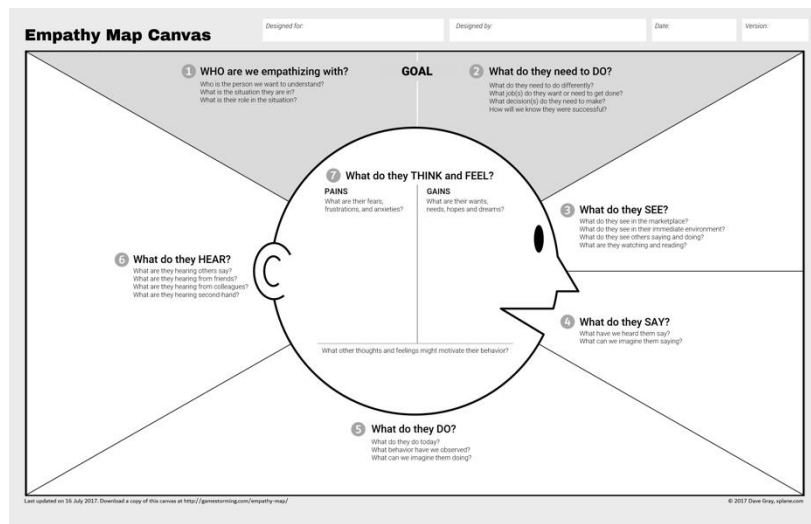 Empathy Map Canvas
Designed for:
Designed by:
Date:
Version:
1 WHO are we empathizing with?
Who is the person we want to understand?
What is the situation they are in?
What is their role in the situation?
GOAL
2 What do they need to DO?
What do they need to do differently?
What job(s) do they want or need to get done?
What decision(s) do they need to make?
How will we know they were successful?
7 What do they THINK and FEEL?
PAINS
What are their fears,
frustrations, and anxieties?
GAINS
What are their wants,
needs, hopes and dreams?
3 What do they SEE?
What do they see in the marketplace?
What do they see in their immediate environment?
What do they see others saying and doing?
What are they watching and reading?
6 What do they HEAR?
What are they hearing others say?
What are they hearing from friends?
What are they hearing from colleagues?
What are they hearing second-hand?
4 What do they SAY?
What have we heard them say?
What can we imagine them saying?
What other thoughts and feelings might motivate their behavior?
5 What do they DO?
What do they do today?
What behavior have we observed?
What can we imagine them doing?
Last updated on 16 July 2017. Download a copy of this canvas at http://gamestorming.com/empathy-map/
© 2017 Dave Gray, xplane.com